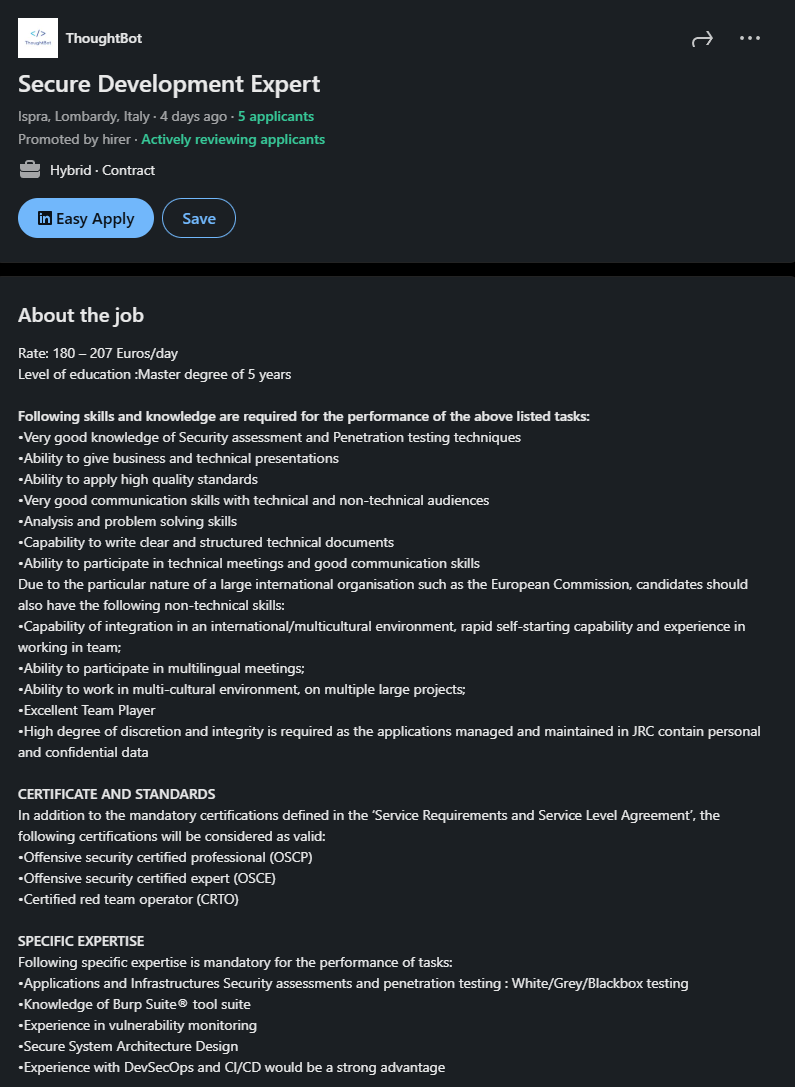 </>
ThoughtBot
ThoughtBot
Secure Development Expert
Ispra, Lombardy, Italy · 4 days ago · 5 applicants
Promoted by hirer · Actively reviewing applicants
Hybrid · Contract
in Easy Apply
Save
About the job
Rate: 180 – 207 Euros/day
Level of education :Master degree of 5 years
Following skills and knowledge are required for the performance of the above listed tasks:
•Very good knowledge of Security assessment and Penetration testing techniques
•Ability to give business and technical presentations
•Ability to apply high quality standards
•Very good communication skills with technical and non-technical audiences
•Analysis and problem solving skills
•Capability to write clear and structured technical documents
•Ability to participate in technical meetings and good communication skills
Due to the particular nature of a large international organisation such as the European Commission, candidates should
also have the following non-technical skills:
•Capability of integration in an international/multicultural environment, rapid self-starting capability and experience in
working in team;
•Ability to participate in multilingual meetings;
•Ability to work in multi-cultural environment, on multiple large projects;
•Excellent Team Player
•High degree of discretion and integrity is required as the applications managed and maintained in JRC contain personal
and confidential data
CERTIFICATE AND STANDARDS
In addition to the mandatory certifications defined in the ‘Service Requirements and Service Level Agreement’, the
following certifications will be considered as valid:
•Offensive security certified professional (OSCP)
•Offensive security certified expert (OSCE)
•Certified red team operator (CRTO)
SPECIFIC EXPERTISE
Following specific expertise is mandatory for the performance of tasks:
•Applications and Infrastructures Security assessments and penetration testing : White/Grey/Blackbox testing
•Knowledge of Burp Suite® tool suite
•Experience in vulnerability monitoring
•Secure System Architecture Design
•Experience with DevSecOps and CI/CD would be a strong advantage